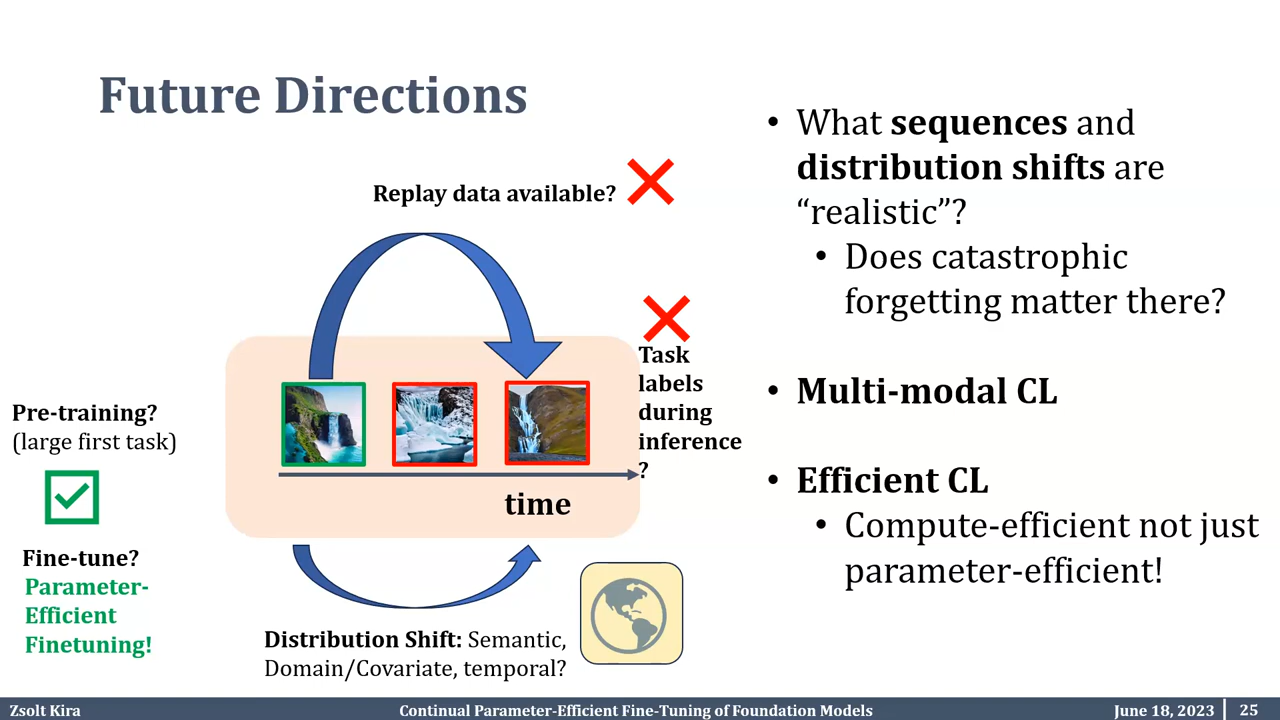 Future Directions
Replay data available?
Task
labels
during
inference
?
Pre-training?
(large first task)
time
Fine-tune?
Parameter-
Efficient
Finetuning!
Distribution Shift: Semantic,
Domain/Covariate, temporal?
• What sequences and
distribution shifts are
“realistic”?
• Does catastrophic
forgetting matter there?
• Multi-modal CL
• Efficient CL
• Compute-efficient not just
parameter-efficient!
Zsolt Kira
Continual Parameter-Efficient Fine-Tuning of Foundation Models
June 18, 2023
25